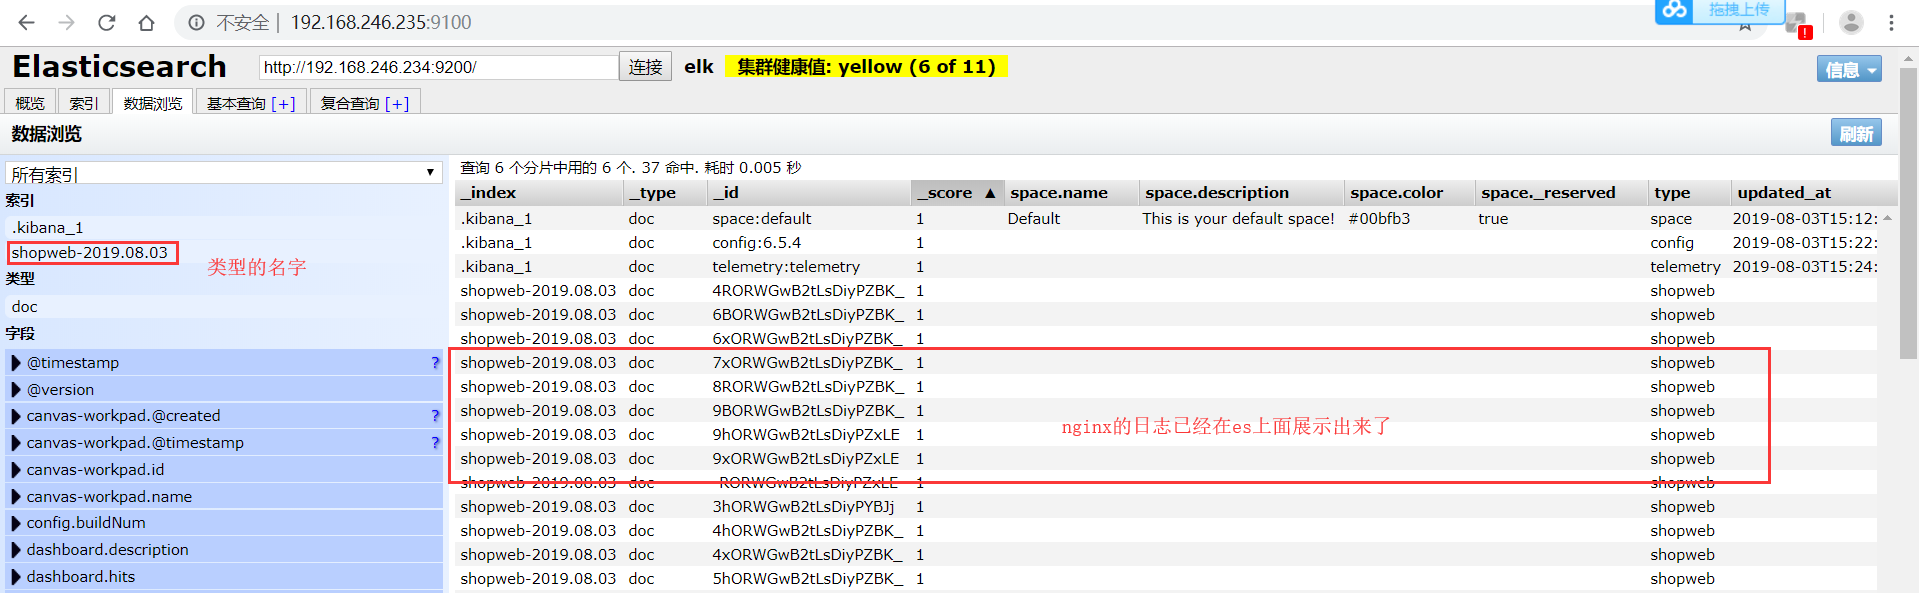 不安全 192.168.246.235:9100
拖拽上传
Elasticsearch http://192.168.246.234:9200/ 连接 elk 集群健康值: yellow (6 of 11) 信息
概览 索引 数据浏览 基本查询 [+] 复合查询 [+]
数据浏览 刷新
所有索引
索引
.kibana_1
shopweb-2019.08.03
类型的名字
类型
doc
字段
@timestamp ?
@version
canvas-workpad.@created ?
canvas-workpad.@timestamp ?
canvas-workpad.id
canvas-workpad.name
config.buildNum
dashboard.description
dashboard.hits
查询 6 个分片中用的 6 个. 37 命中. 耗时 0.005 秒
_index _type _id _score ▲ space.name space.description space.color space._reserved type updated_at
.kibana_1 doc space:default 1 Default This is your default space! #00bfb3 true space 2019-08-03T15:12:
.kibana_1 doc config:6.5.4 1 config 2019-08-03T15:22:
.kibana_1 doc telemetry:telemetry 1 telemetry 2019-08-03T15:24:
shopweb-2019.08.03 doc 4RORWGwB2tLsDiyPZBK_ 1 shopweb
shopweb-2019.08.03 doc 6BORWGwB2tLsDiyPZBK_ 1 shopweb
shopweb-2019.08.03 doc 6xORWGwB2tLsDiyPZBK_ 1 shopweb
shopweb-2019.08.03 doc 7xORWGwB2tLsDiyPZBK_ 1 shopweb
shopweb-2019.08.03 doc 8RORWGwB2tLsDiyPZBK_ 1 shopweb
shopweb-2019.08.03 doc 9BORWGwB2tLsDiyPZBK_ 1 shopweb
nginx的日志已经在es上面展示出来了
shopweb-2019.08.03 doc 9hORWGwB2tLsDiyPZxLE 1 shopweb
shopweb-2019.08.03 doc 9xORWGwB2tLsDiyPZxLE 1 shopweb
shopweb-2019.08.03 doc -RORWGwB2tLsDiyPZxLE 1 shopweb
shopweb-2019.08.03 doc 3hORWGwB2tLsDiyPYBJj 1 shopweb
shopweb-2019.08.03 doc 4hORWGwB2tLsDiyPZBK_ 1 shopweb
shopweb-2019.08.03 doc 4xORWGwB2tLsDiyPZBK_ 1 shopweb
shopweb-2019.08.03 doc 5hORWGwB2tLsDiyPZBK_ 1 shopweb